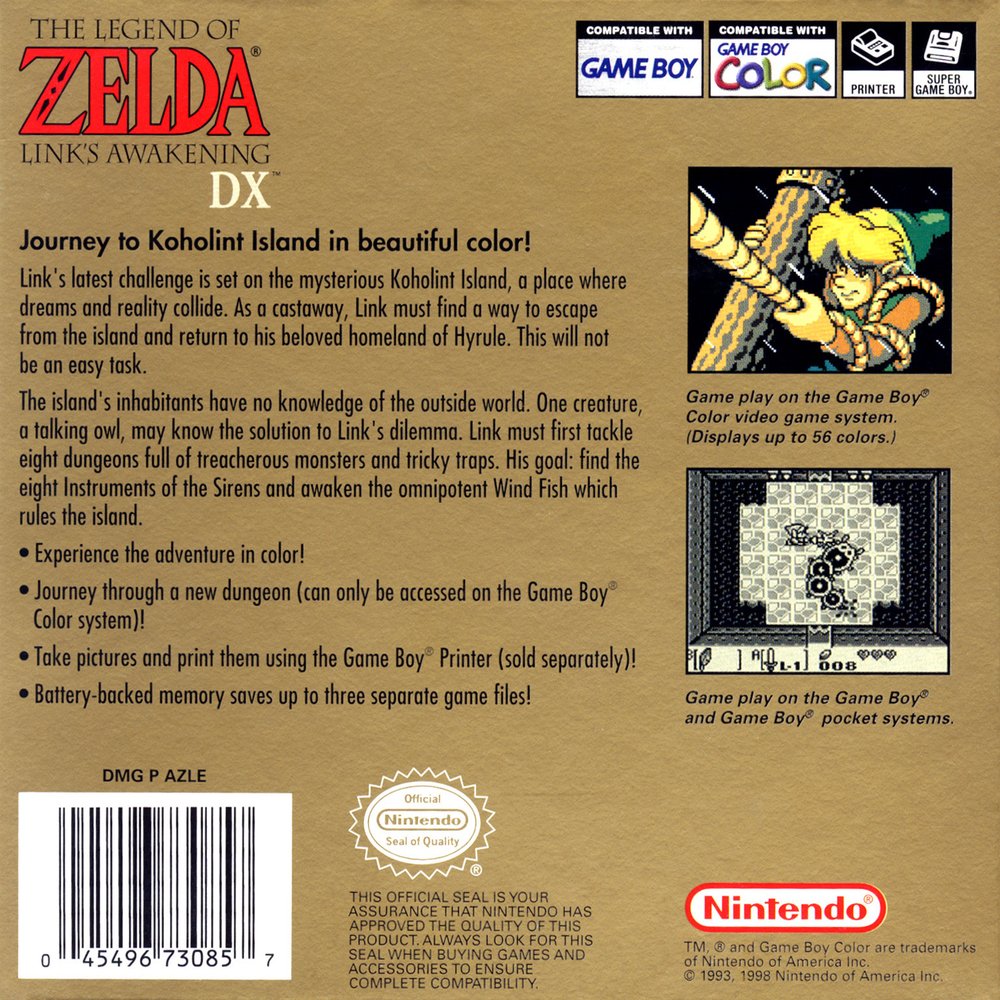 THE LEGEND OF
ZELDA®
LINK'S AWAKENING
DX™
COMPATIBLE WITH
GAME BOY®
COMPATIBLE WITH
GAME BOY
COLOR
PRINTER
SUPER
GAME BOY®
Journey to Koholint Island in beautiful color!
Link's latest challenge is set on the mysterious Koholint Island, a place where
dreams and reality collide. As a castaway, Link must find a way to escape
from the island and return to his beloved homeland of Hyrule. This will not
be an easy task.
The island's inhabitants have no knowledge of the outside world. One creature,
a talking owl, may know the solution to Link's dilemma. Link must first tackle
eight dungeons full of treacherous monsters and tricky traps. His goal: find the
eight Instruments of the Sirens and awaken the omnipotent Wind Fish which
rules the island.
• Experience the adventure in color!
• Journey through a new dungeon (can only be accessed on the Game Boy®
Color system)!
• Take pictures and print them using the Game Boy® Printer (sold separately)!
• Battery-backed memory saves up to three separate game files!
Game play on the Game Boy®
Color video game system.
(Displays up to 56 colors.)
B[ ] A[ L-1] 008
Game play on the Game Boy®
and Game Boy® pocket systems.
DMG P AZLE
0 45496 73085 7
Official
Nintendo
Seal of Quality
®
THIS OFFICIAL SEAL IS YOUR
ASSURANCE THAT NINTENDO HAS
APPROVED THE QUALITY OF THIS
PRODUCT. ALWAYS LOOK FOR THIS
SEAL WHEN BUYING GAMES AND
ACCESSORIES TO ENSURE
COMPLETE COMPATIBILITY.
Nintendo®
TM, ® and Game Boy Color are trademarks
of Nintendo of America Inc.
© 1993, 1998 Nintendo of America Inc.